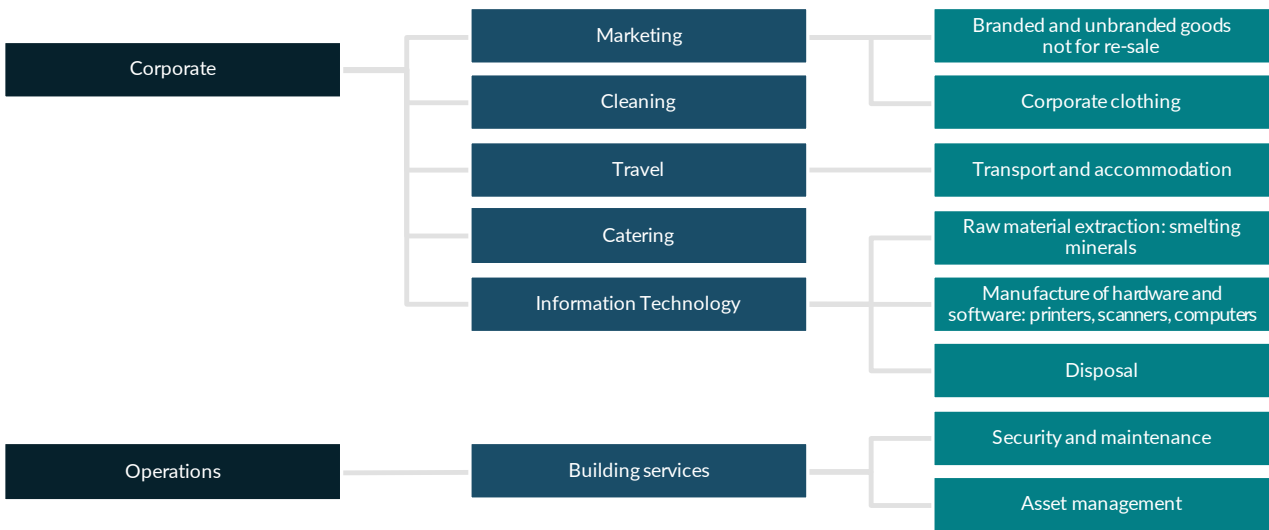 Corporate
Marketing
Branded and unbranded goods
not for re-sale
Corporate clothing
Cleaning
Travel
Transport and accommodation
Catering
Information Technology
Raw material extraction: smelting
minerals
Manufacture of hardware and
software: printers, scanners, computers
Disposal
Operations
Building services
Security and maintenance
Asset management